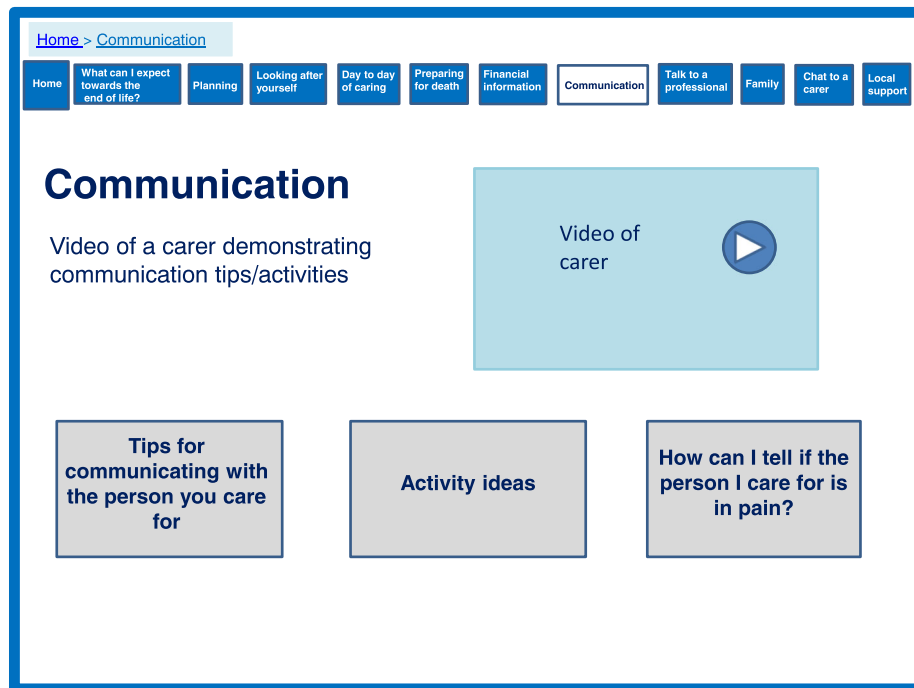 Home > Communication
Home
What can I expect
towards the
end of life?
Planning
Looking after
yourself
Day to day
of caring
Preparing
for death
Financial
information
Communication
Talk to a
professional
Family
Chat to a
carer
Local
support
Communication
Video of a carer demonstrating
communication tips/activities
Video of
carer
Tips for
communicating with
the person you care
for
Activity ideas
How can I tell if the
person I care for is
in pain?